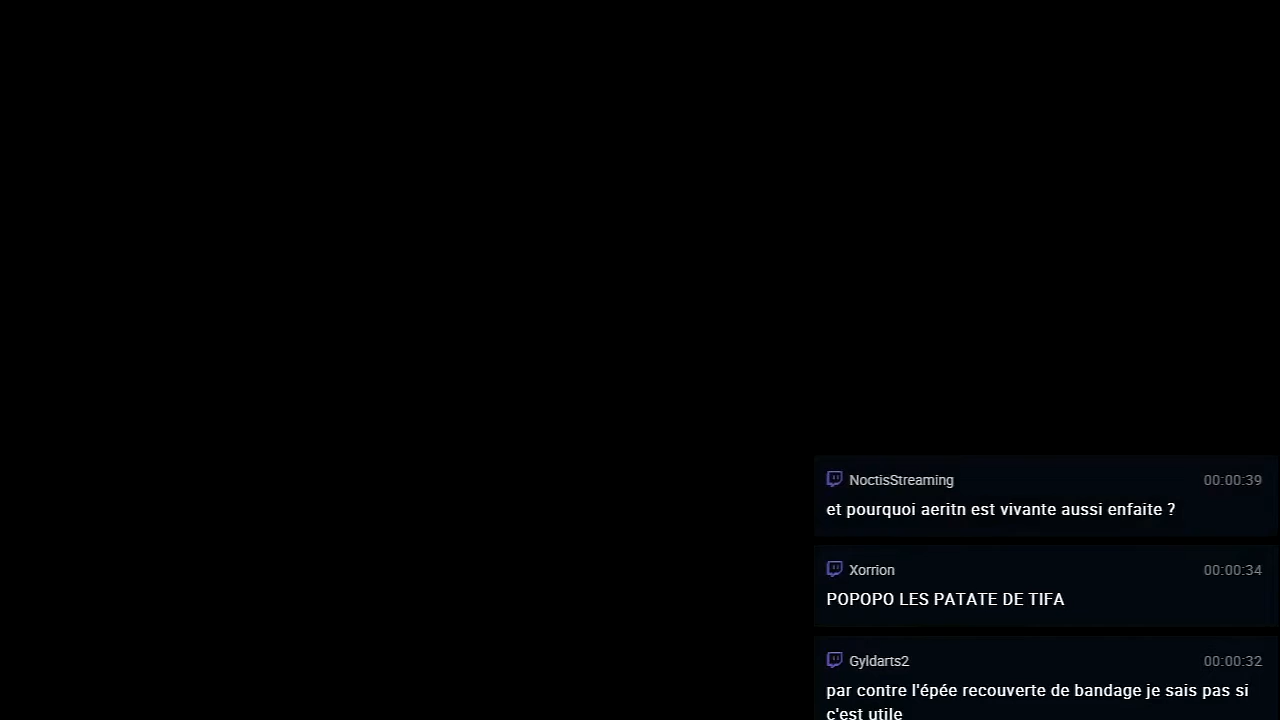 NoctisStreaming 00:00:39
et pourquoi aeritn est vivante aussi enfaite ?
Xorrion 00:00:34
POPOPO LES PATATE DE TIFA
Gyldarts2 00:00:32
par contre l'épée recouverte de bandage je sais pas si
c'est utile